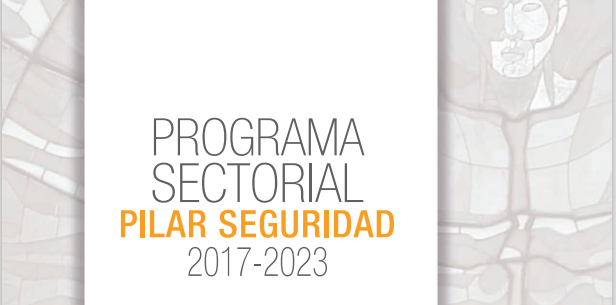 PROGRAMA
SECTORIAL
PILAR SEGURIDAD
2017-2023